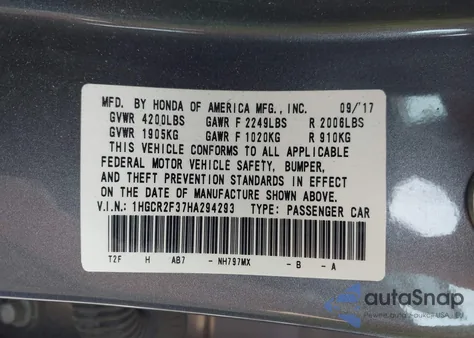 MFD. BY HONDA OF AMERICA MFG., INC. 09/'17
GVWR 4200LBS GAWR F 2249LBS R 2006LBS
GVWR 1905KG GAWR F 1020KG R 910KG
THIS VEHICLE CONFORMS TO ALL APPLICABLE
FEDERAL MOTOR VEHICLE SAFETY, BUMPER,
AND THEFT PREVENTION STANDARDS IN EFFECT
ON THE DATE OF MANUFACTURE SHOWN ABOVE.
V.I.N.: 1HGCR2F37HA294293 TYPE: PASSENGER CAR
T2F H AB7 - NH797MX - B - A
autoSnap